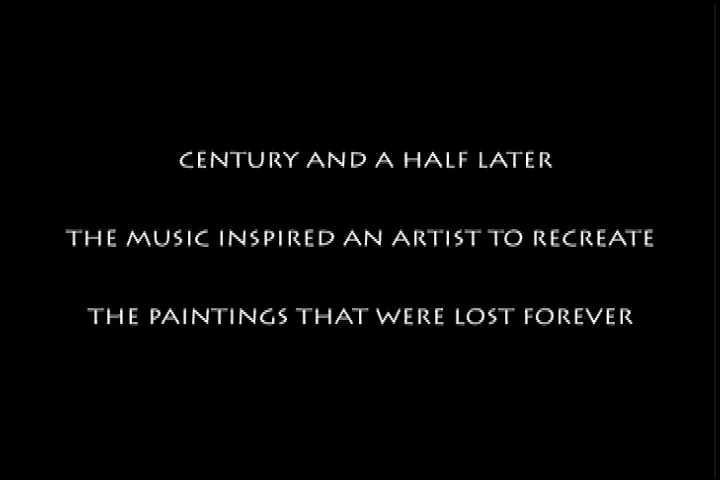 CENTURY AND A HALF LATER
THE MUSIC INSPIRED AN ARTIST TO RECREATE
THE PAINTINGS THAT WERE LOST FOREVER